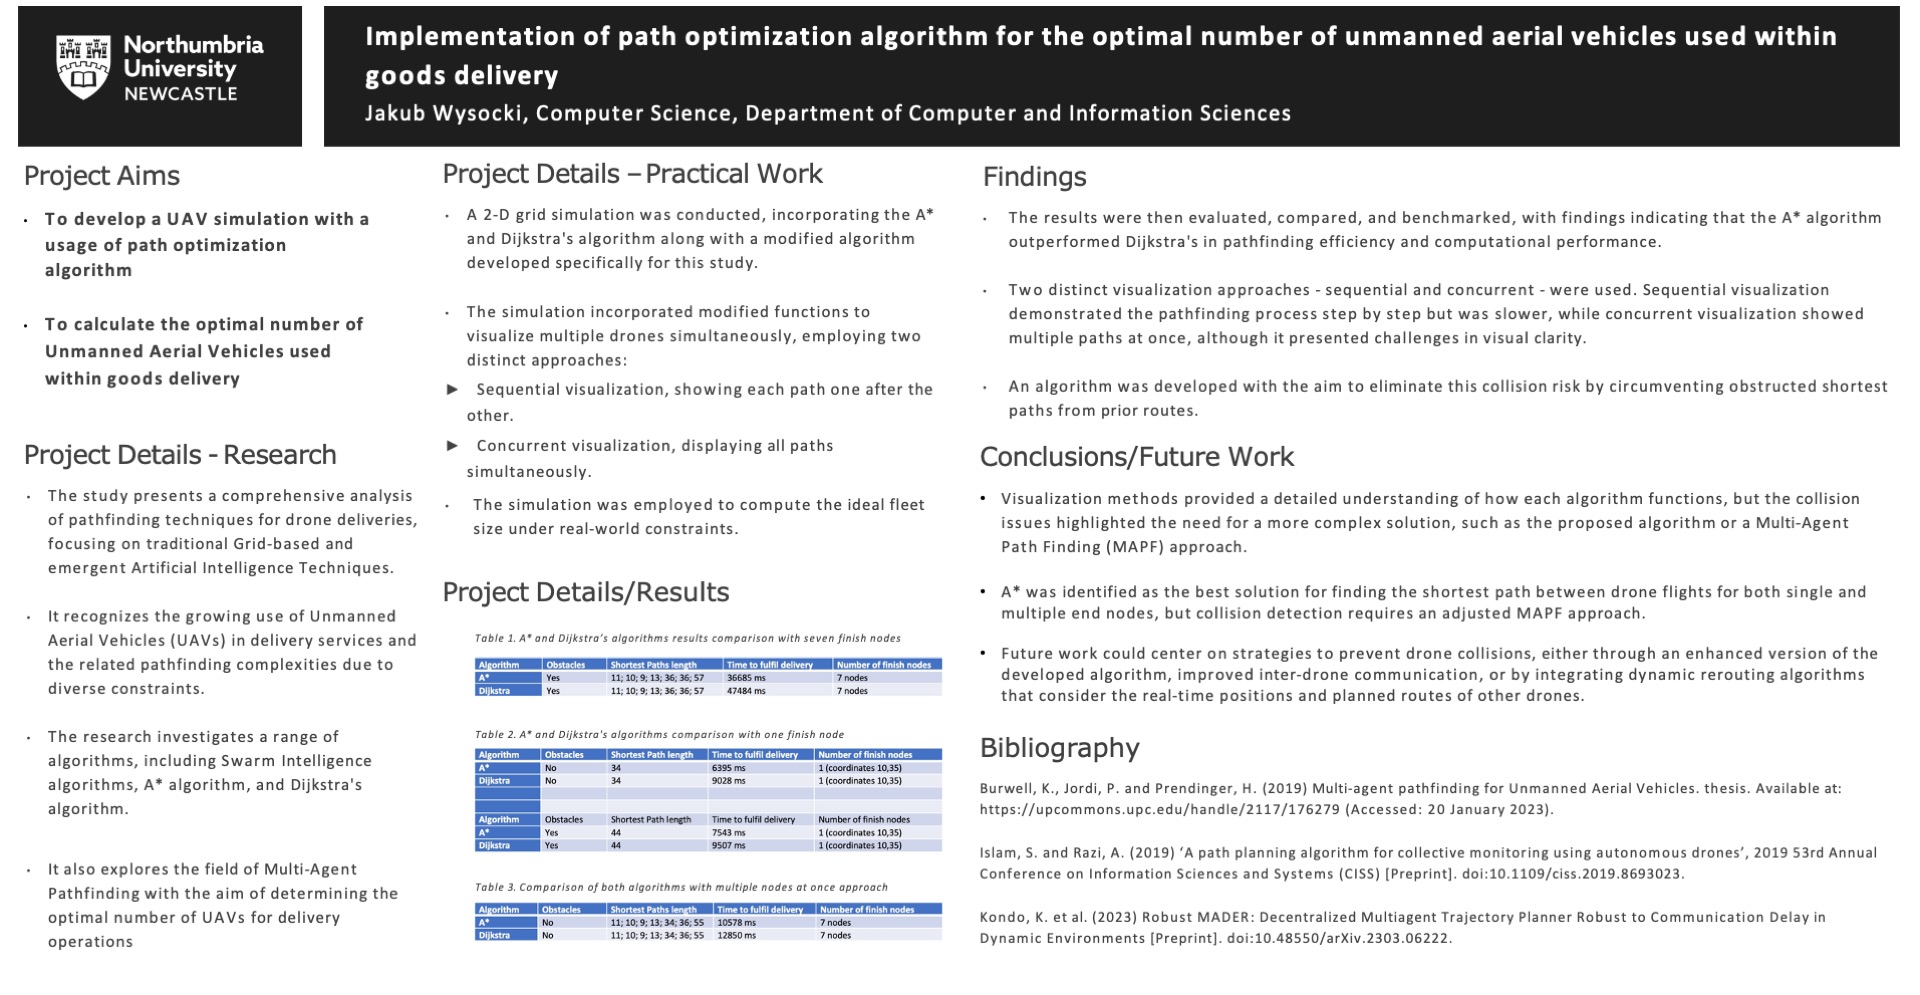 Northumbria
University
NEWCASTLE
Implementation of path optimization algorithm for the optimal number of unmanned aerial vehicles used within
goods delivery
Jakub Wysocki, Computer Science, Department of Computer and Information Sciences
Project Aims
• To develop a UAV simulation with a
usage of path optimization
algorithm
• To calculate the optimal number of
Unmanned Aerial Vehicles used
within goods delivery
Project Details - Research
• The study presents a comprehensive analysis
of pathfinding techniques for drone deliveries,
focusing on traditional Grid-based and
emergent Artificial Intelligence Techniques.
• It recognizes the growing use of Unmanned
Aerial Vehicles (UAVs) in delivery services and
the related pathfinding complexities due to
diverse constraints.
• The research investigates a range of
algorithms, including Swarm Intelligence
algorithms, A* algorithm, and Dijkstra's
algorithm.
• It also explores the field of Multi-Agent
Pathfinding with the aim of determining the
optimal number of UAVs for delivery
operations
Project Details – Practical Work
• A 2-D grid simulation was conducted, incorporating the A*
and Dijkstra's algorithm along with a modified algorithm
developed specifically for this study.
• The simulation incorporated modified functions to
visualize multiple drones simultaneously, employing two
distinct approaches:
► Sequential visualization, showing each path one after the
other.
► Concurrent visualization, displaying all paths
simultaneously.
• The simulation was employed to compute the ideal fleet
size under real-world constraints.
Project Details/Results
Table 1. A* and Dijkstra's algorithms results comparison with seven finish nodes
Algorithm Obstacles Shortest Paths length Time to fulfil delivery Number of finish nodes
A* Yes 11; 10; 9; 13; 36; 36; 57 36685 ms 7 nodes
Dijkstra Yes 11; 10; 9; 13; 36; 36; 57 47484 ms 7 nodes
Table 2. A* and Dijkstra's algorithms comparison with one finish node
Algorithm Obstacles Shortest Path length Time to fulfil delivery Number of finish nodes
A* No 34 6395 ms 1 (coordinates 10,35)
Dijkstra No 34 9028 ms 1 (coordinates 10,35)
Algorithm Obstacles Shortest Path length Time to fulfil delivery Number of finish nodes
A* Yes 44 7543 ms 1 (coordinates 10,35)
Dijkstra Yes 44 9507 ms 1 (coordinates 10,35)
Table 3. Comparison of both algorithms with multiple nodes at once approach
Algorithm Obstacles Shortest Paths length Time to fulfil delivery Number of finish nodes
A* No 11; 10; 9; 13; 34; 36; 55 10578 ms 7 nodes
Dijkstra No 11; 10; 9; 13; 34; 36; 55 12850 ms 7 nodes
Findings
• The results were then evaluated, compared, and benchmarked, with findings indicating that the A* algorithm
outperformed Dijkstra's in pathfinding efficiency and computational performance.
• Two distinct visualization approaches - sequential and concurrent - were used. Sequential visualization
demonstrated the pathfinding process step by step but was slower, while concurrent visualization showed
multiple paths at once, although it presented challenges in visual clarity.
• An algorithm was developed with the aim to eliminate this collision risk by circumventing obstructed shortest
paths from prior routes.
Conclusions/Future Work
• Visualization methods provided a detailed understanding of how each algorithm functions, but the collision
issues highlighted the need for a more complex solution, such as the proposed algorithm or a Multi-Agent
Path Finding (MAPF) approach.
• A* was identified as the best solution for finding the shortest path between drone flights for both single and
multiple end nodes, but collision detection requires an adjusted MAPF approach.
• Future work could center on strategies to prevent drone collisions, either through an enhanced version of the
developed algorithm, improved inter-drone communication, or by integrating dynamic rerouting algorithms
that consider the real-time positions and planned routes of other drones.
Bibliography
Burwell, K., Jordi, P. and Prendinger, H. (2019) Multi-agent pathfinding for Unmanned Aerial Vehicles. thesis. Available at:
https://upcommons.upc.edu/handle/2117/176279 (Accessed: 20 January 2023).
Islam, S. and Razi, A. (2019) ‘A path planning algorithm for collective monitoring using autonomous drones’, 2019 53rd Annual
Conference on Information Sciences and Systems (CISS) [Preprint]. doi:10.1109/ciss.2019.8693023.
Kondo, K. et al. (2023) Robust MADER: Decentralized Multiagent Trajectory Planner Robust to Communication Delay in
Dynamic Environments [Preprint]. doi:10.48550/arXiv.2303.06222.